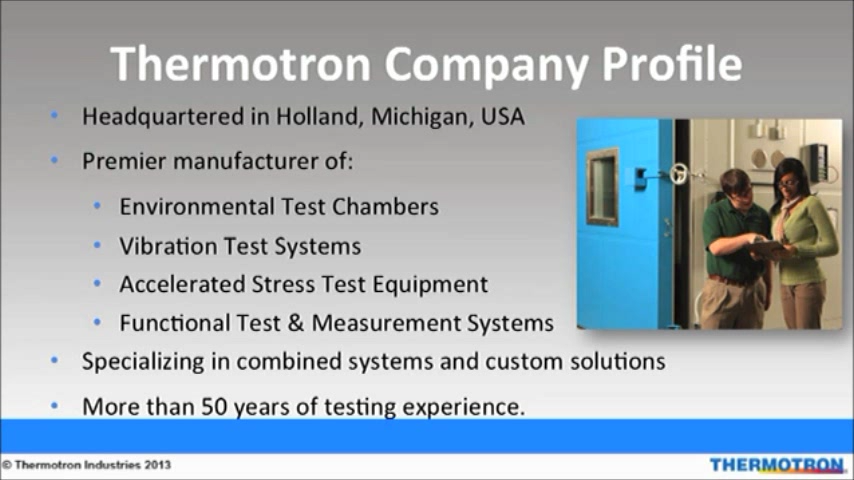 Thermotron Company Profile
• Headquartered in Holland, Michigan, USA
• Premier manufacturer of:
• Environmental Test Chambers
• Vibration Test Systems
• Accelerated Stress Test Equipment
• Functional Test & Measurement Systems
• Specializing in combined systems and custom solutions
• More than 50 years of testing experience.
© Thermotron Industries 2013
THERMOTRON